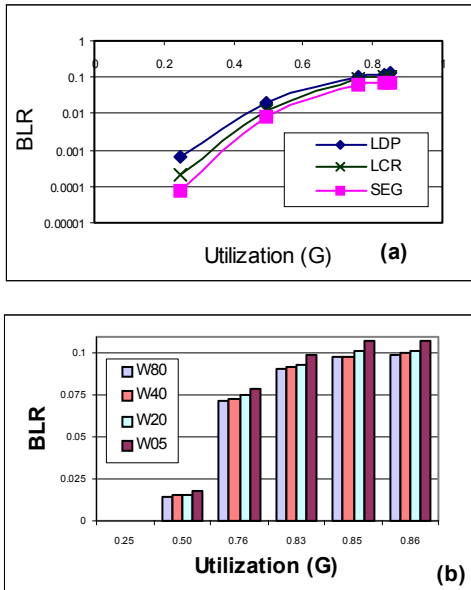 1
0 0.2 0.4 0.6 0.8 1
0.1
0.01
0.001
0.0001
0.00001
BLR
LDP
LCR
SEG
Utilization (G)
(a)
0.1
0.075
0.05
0.025
0
BLR
W80
W40
W20
W05
0.25 0.50 0.76 0.83 0.85 0.86
Utilization (G)
(b)